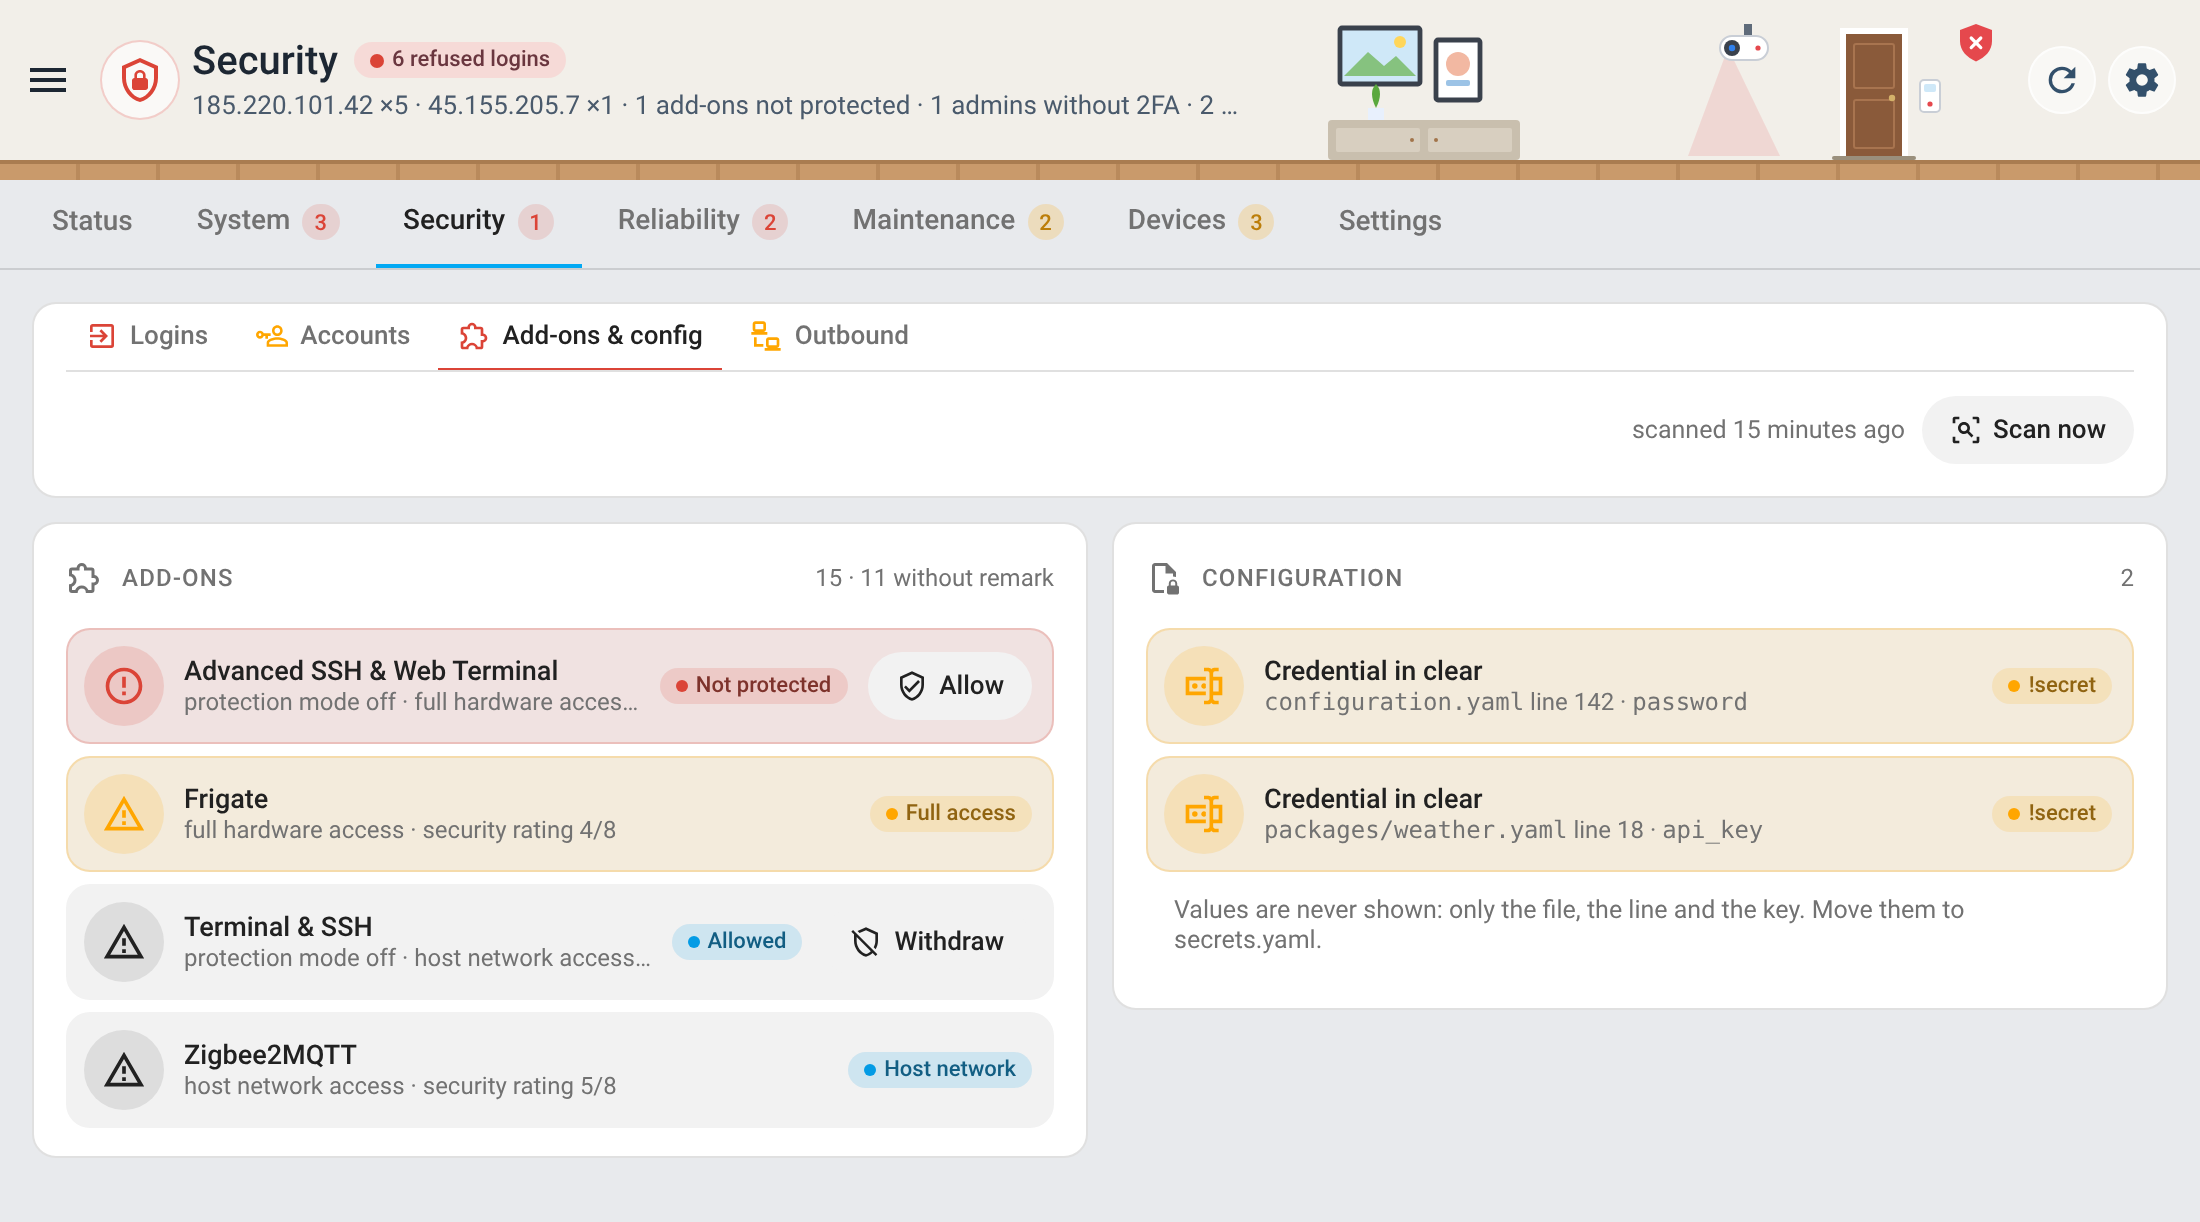 Security
6 refused logins
185.220.101.42 ×5 · 45.155.205.7 ×1 · 1 add-ons not protected · 1 admins without 2FA · 2 ...
Status
System 3
Security 1
Reliability 2
Maintenance 2
Devices 3
Settings
Logins
Accounts
Add-ons & config
Outbound
scanned 15 minutes ago
Scan now
ADD-ONS
15 · 11 without remark
Advanced SSH & Web Terminal
protection mode off · full hardware acces...
Not protected
Allow
Frigate
full hardware access · security rating 4/8
Full access
Terminal & SSH
protection mode off · host network access...
Allowed
Withdraw
Zigbee2MQTT
host network access · security rating 5/8
Host network
CONFIGURATION
2
Credential in clear
configuration.yaml line 142 · password
!secret
Credential in clear
packages/weather.yaml line 18 · api_key
!secret
Values are never shown: only the file, the line and the key. Move them to
secrets.yaml.